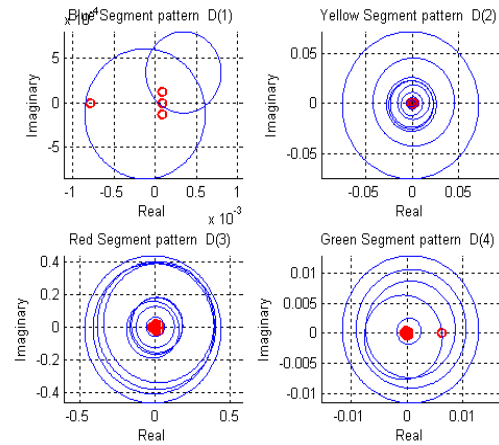 Blue Segment pattern D(1)
x 10^-4
5
0
-5
-1
-0.5
0
0.5
1
x 10^-3
Real
Imaginary
Yellow Segment pattern D(2)
0.05
0
-0.05
-0.05
0
0.05
Real
Imaginary
Red Segment pattern D(3)
0.4
0.2
0
-0.2
-0.4
-0.5
0
0.5
Real
Imaginary
Green Segment pattern D(4)
0.01
0.005
0
-0.005
-0.01
-0.01
0
0.01
Real
Imaginary